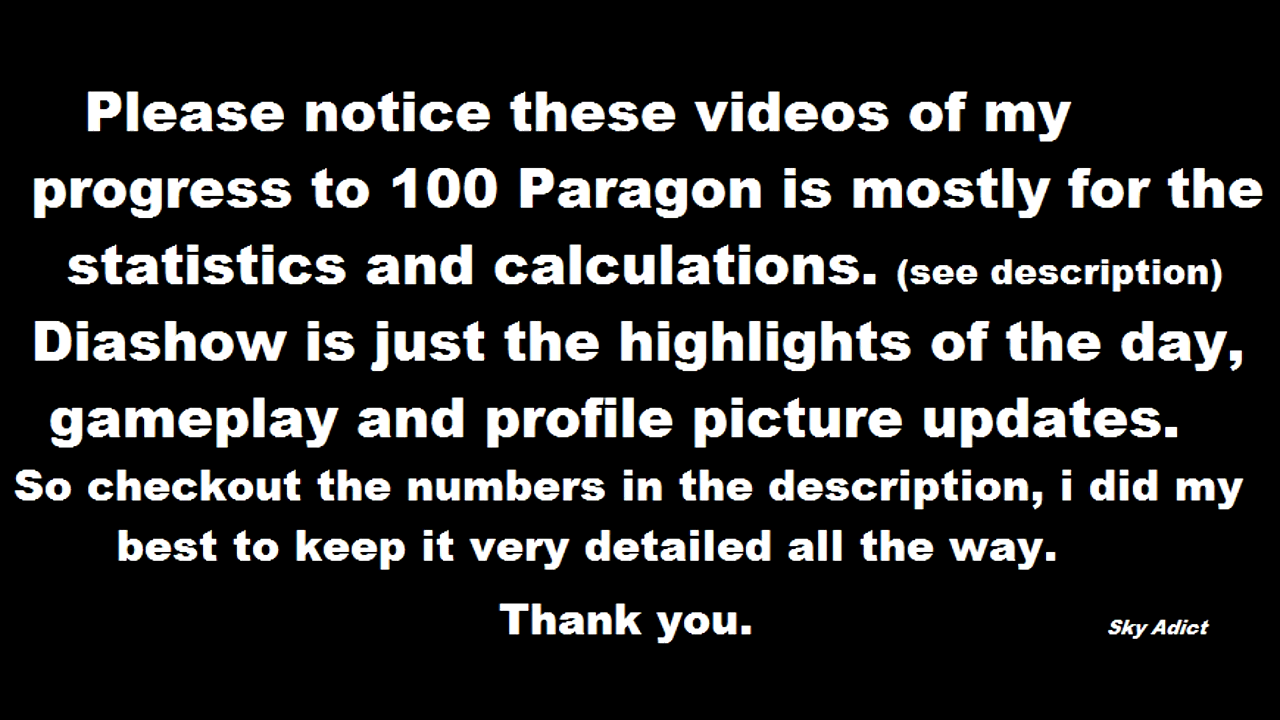 Please notice these videos of my
progress to 100 Paragon is mostly for the
statistics and calculations. (see description)
Diashow is just the highlights of the day,
gameplay and profile picture updates.
So checkout the numbers in the description, i did my
best to keep it very detailed all the way.
Thank you.
Sky Adict